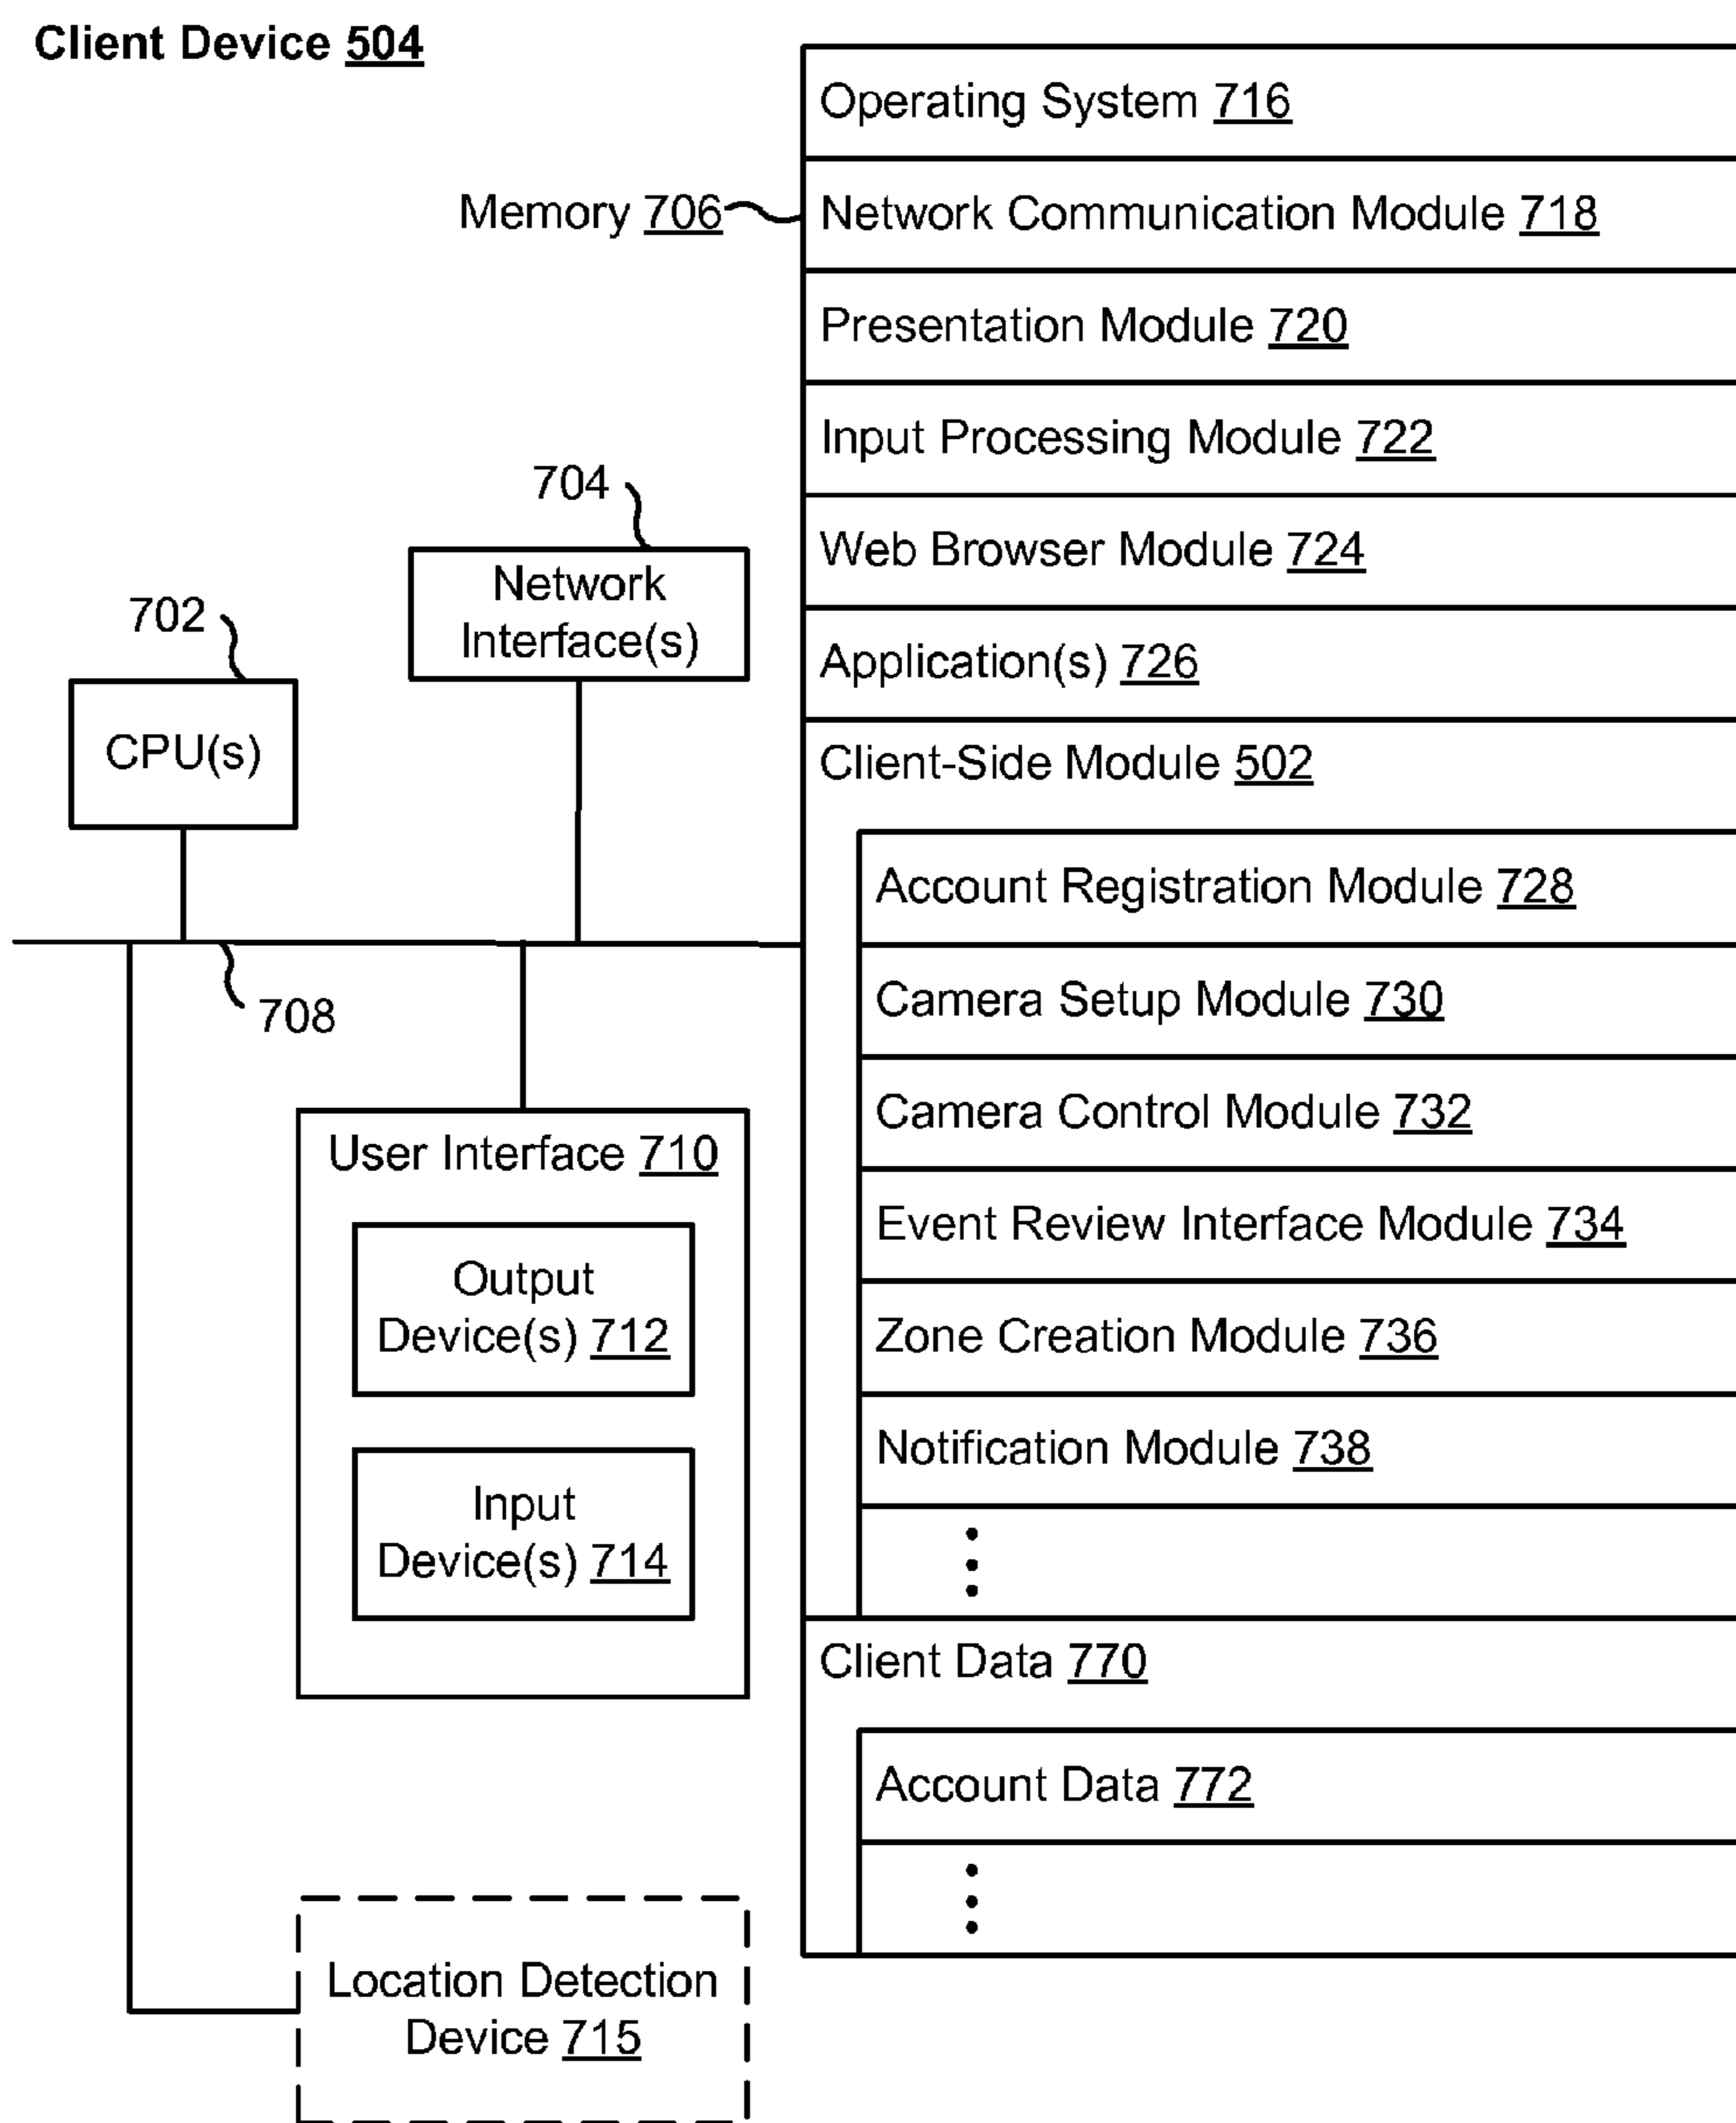 Client Device 504
Operating System 716
Memory 706
Network Communication Module 718
Presentation Module 720
Input Processing Module 722
704
Web Browser Module 724
Network
Interface(s)
702
Application(s) 726
CPU(s)
Client-Side Module 502
Account Registration Module 728
708
Camera Setup Module 730
Camera Control Module 732
User Interface 710
Event Review Interface Module 734
Output
Device(s) 712
Zone Creation Module 736
Notification Module 738
Input
Device(s) 714
Client Data 770
Account Data 772
Location Detection
Device 715